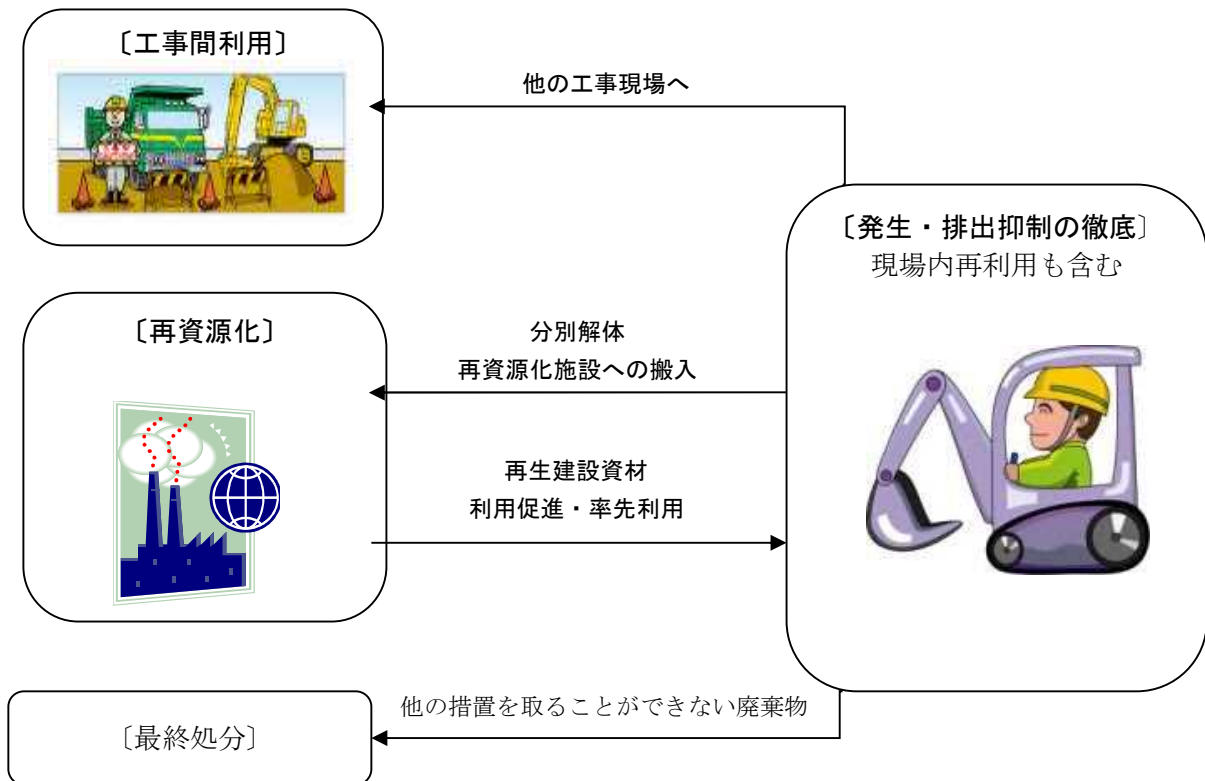 〔工事間利用〕
他の工事現場へ
〔発生・排出抑制の徹底〕
現場内再利用も含む
〔再資源化〕
分別解体
再資源化施設への搬入
再生建設資材
利用促進・率先利用
他の措置を取ることができない廃棄物
〔最終処分〕